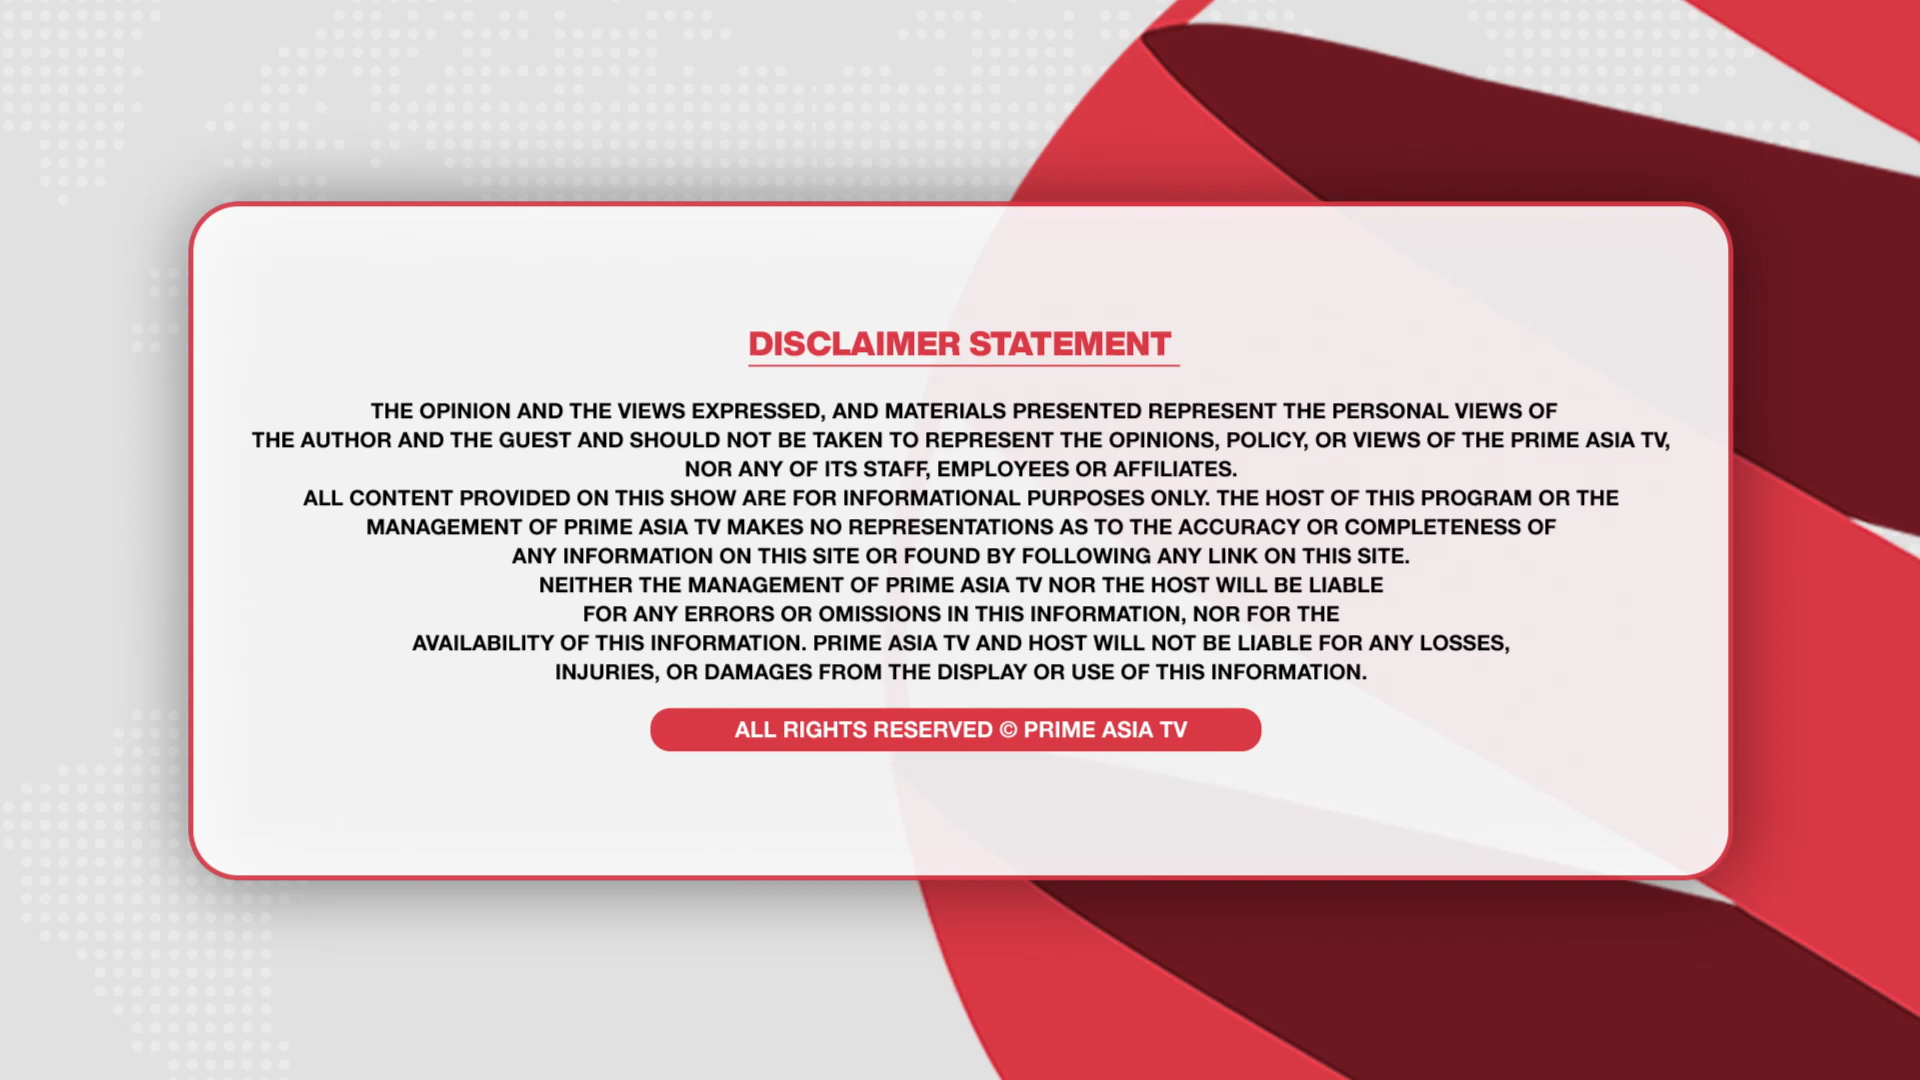 DISCLAIMER STATEMENT
THE OPINION AND THE VIEWS EXPRESSED, AND MATERIALS PRESENTED REPRESENT THE PERSONAL VIEWS OF
THE AUTHOR AND THE GUEST AND SHOULD NOT BE TAKEN TO REPRESENT THE OPINIONS, POLICY, OR VIEWS OF THE PRIME ASIA TV,
NOR ANY OF ITS STAFF, EMPLOYEES OR AFFILIATES.
ALL CONTENT PROVIDED ON THIS SHOW ARE FOR INFORMATIONAL PURPOSES ONLY. THE HOST OF THIS PROGRAM OR THE
MANAGEMENT OF PRIME ASIA TV MAKES NO REPRESENTATIONS AS TO THE ACCURACY OR COMPLETENESS OF
ANY INFORMATION ON THIS SITE OR FOUND BY FOLLOWING ANY LINK ON THIS SITE.
NEITHER THE MANAGEMENT OF PRIME ASIA TV NOR THE HOST WILL BE LIABLE
FOR ANY ERRORS OR OMISSIONS IN THIS INFORMATION, NOR FOR THE
AVAILABILITY OF THIS INFORMATION. PRIME ASIA TV AND HOST WILL NOT BE LIABLE FOR ANY LOSSES,
INJURIES, OR DAMAGES FROM THE DISPLAY OR USE OF THIS INFORMATION.
ALL RIGHTS RESERVED © PRIME ASIA TV